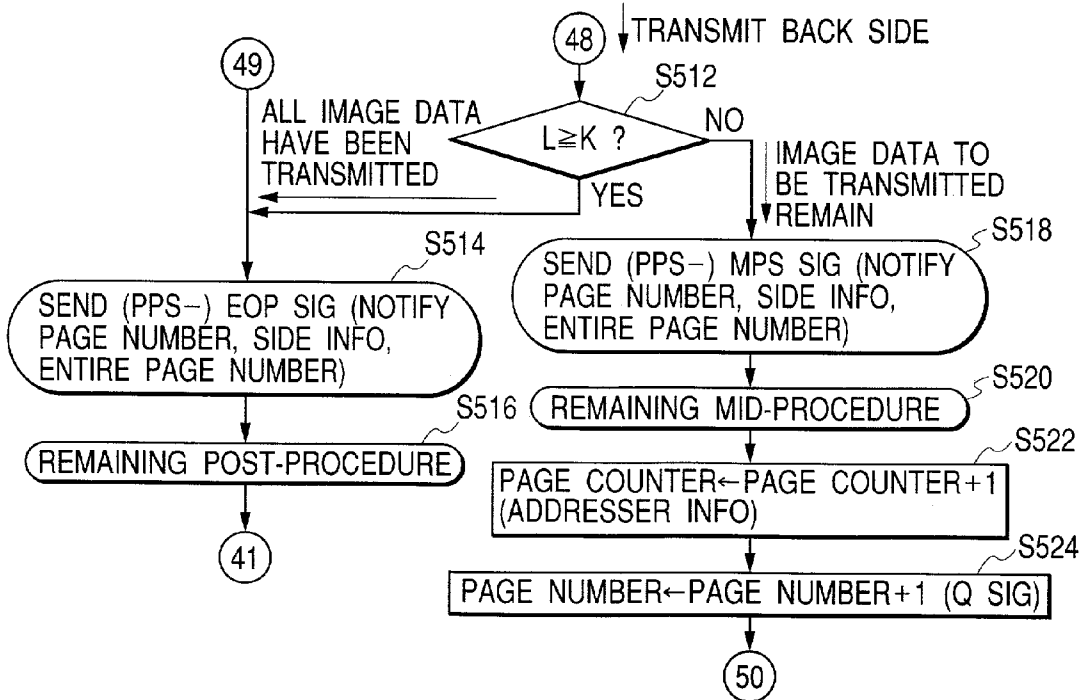 TRANSMIT BACK SIDE
48
49
S512
L≧K ?
NO
YES
ALL IMAGE DATA
HAVE BEEN
TRANSMITTED
IMAGE DATA TO
BE TRANSMITTED
REMAIN
S514
SEND (PPS-) EOP SIG (NOTIFY
PAGE NUMBER, SIDE INFO,
ENTIRE PAGE NUMBER)
S516
REMAINING POST-PROCEDURE
41
S518
SEND (PPS-) MPS SIG (NOTIFY
PAGE NUMBER, SIDE INFO,
ENTIRE PAGE NUMBER)
S520
REMAINING MID-PROCEDURE
S522
PAGE COUNTER←PAGE COUNTER+1
(ADDRESSER INFO)
S524
PAGE NUMBER←PAGE NUMBER+1 (Q SIG)
50